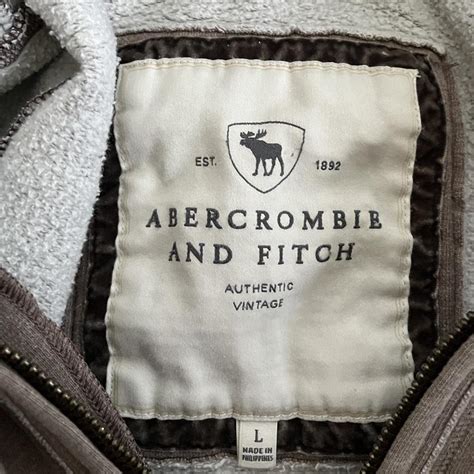 EST. 1892
ABERCROMBIE
AND FITCH
AUTHENTIC
VINTAGE
L
MADE IN
PHILIPPINES